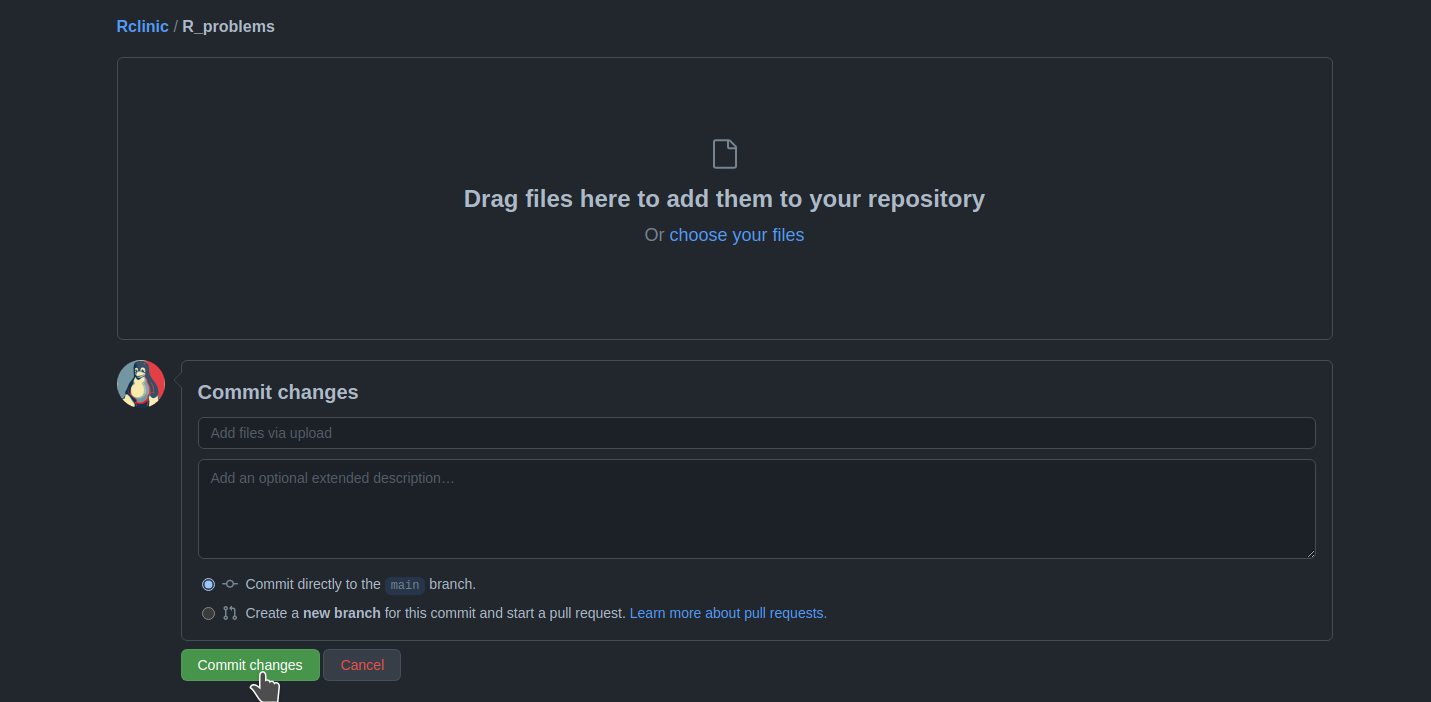 Rclinic / R_problems
Drag files here to add them to your repository
Or choose your files
Commit changes
Add files via upload
Add an optional extended description…
Commit directly to the main branch.
Create a new branch for this commit and start a pull request. Learn more about pull requests.
Commit changes Cancel